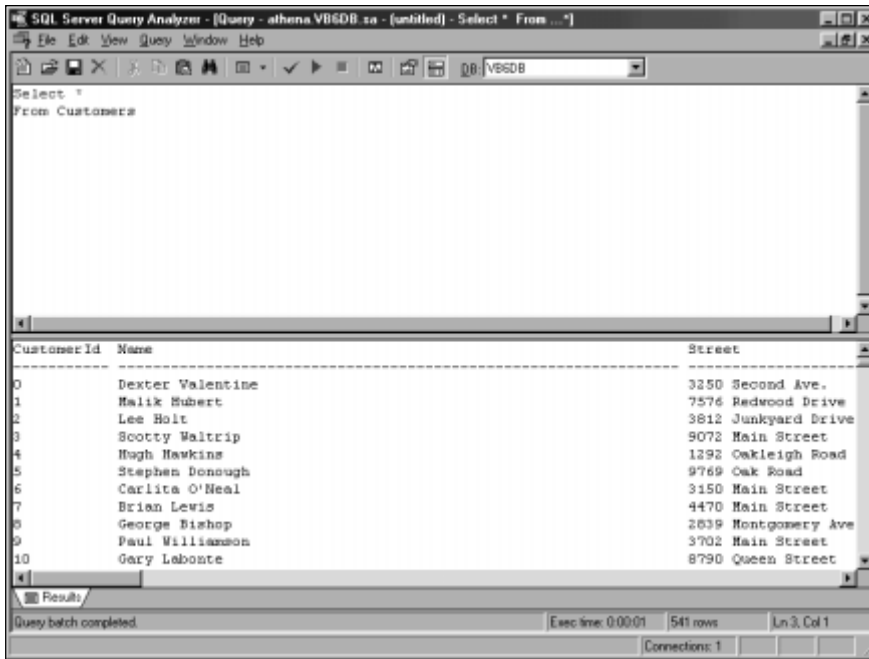 SQL Server Query Analyzer - [Query - athena.VB6DB.sa - (untitled) - Select * From ...*]
File Edit View Query Window Help
DB: VB6DB
Select *
From Customers
CustomerId Name Street
----------- -------------------------------------------------------------- --------------------
0 Dexter Valentine 3250 Second Ave.
1 Malik Hubert 7576 Redwood Drive
2 Lee Holt 3812 Junkyard Drive
3 Scotty Waltrip 9072 Main Street
4 Hugh Hawkins 1292 Oakleigh Road
5 Stephen Donough 9769 Oak Road
6 Carlita O'Neal 3150 Main Street
7 Brian Lewis 4470 Main Street
8 George Bishop 2839 Montgomery Ave
9 Paul Williamson 3702 Main Street
10 Gary Labonte 8790 Queen Street
Results
Query batch completed. Exec time: 0:00:01 541 rows Ln 3, Col 1
Connections: 1